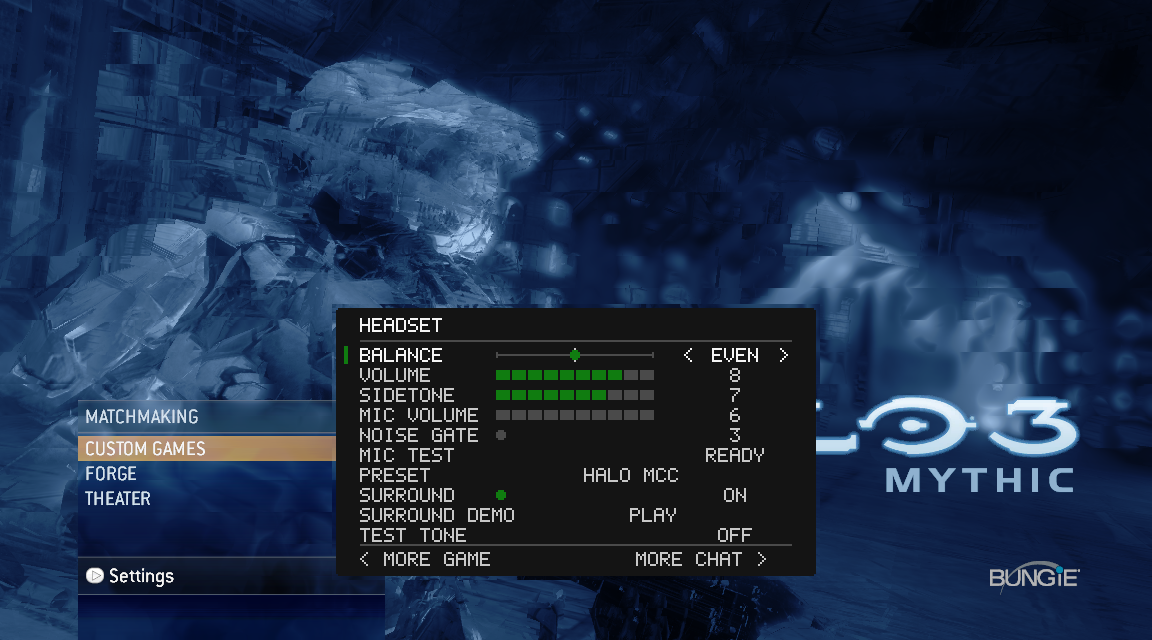 HEADSET
BALANCE < EVEN >
VOLUME 8
SIDETONE 7
MIC VOLUME 6
NOISE GATE 3
MIC TEST READY
PRESET HALO MCC
SURROUND ON
SURROUND DEMO PLAY
TEST TONE OFF
< MORE GAME MORE CHAT >
MATCHMAKING
CUSTOM GAMES
FORGE
THEATER
Settings
LO 3
MYTHIC
BUNGiE